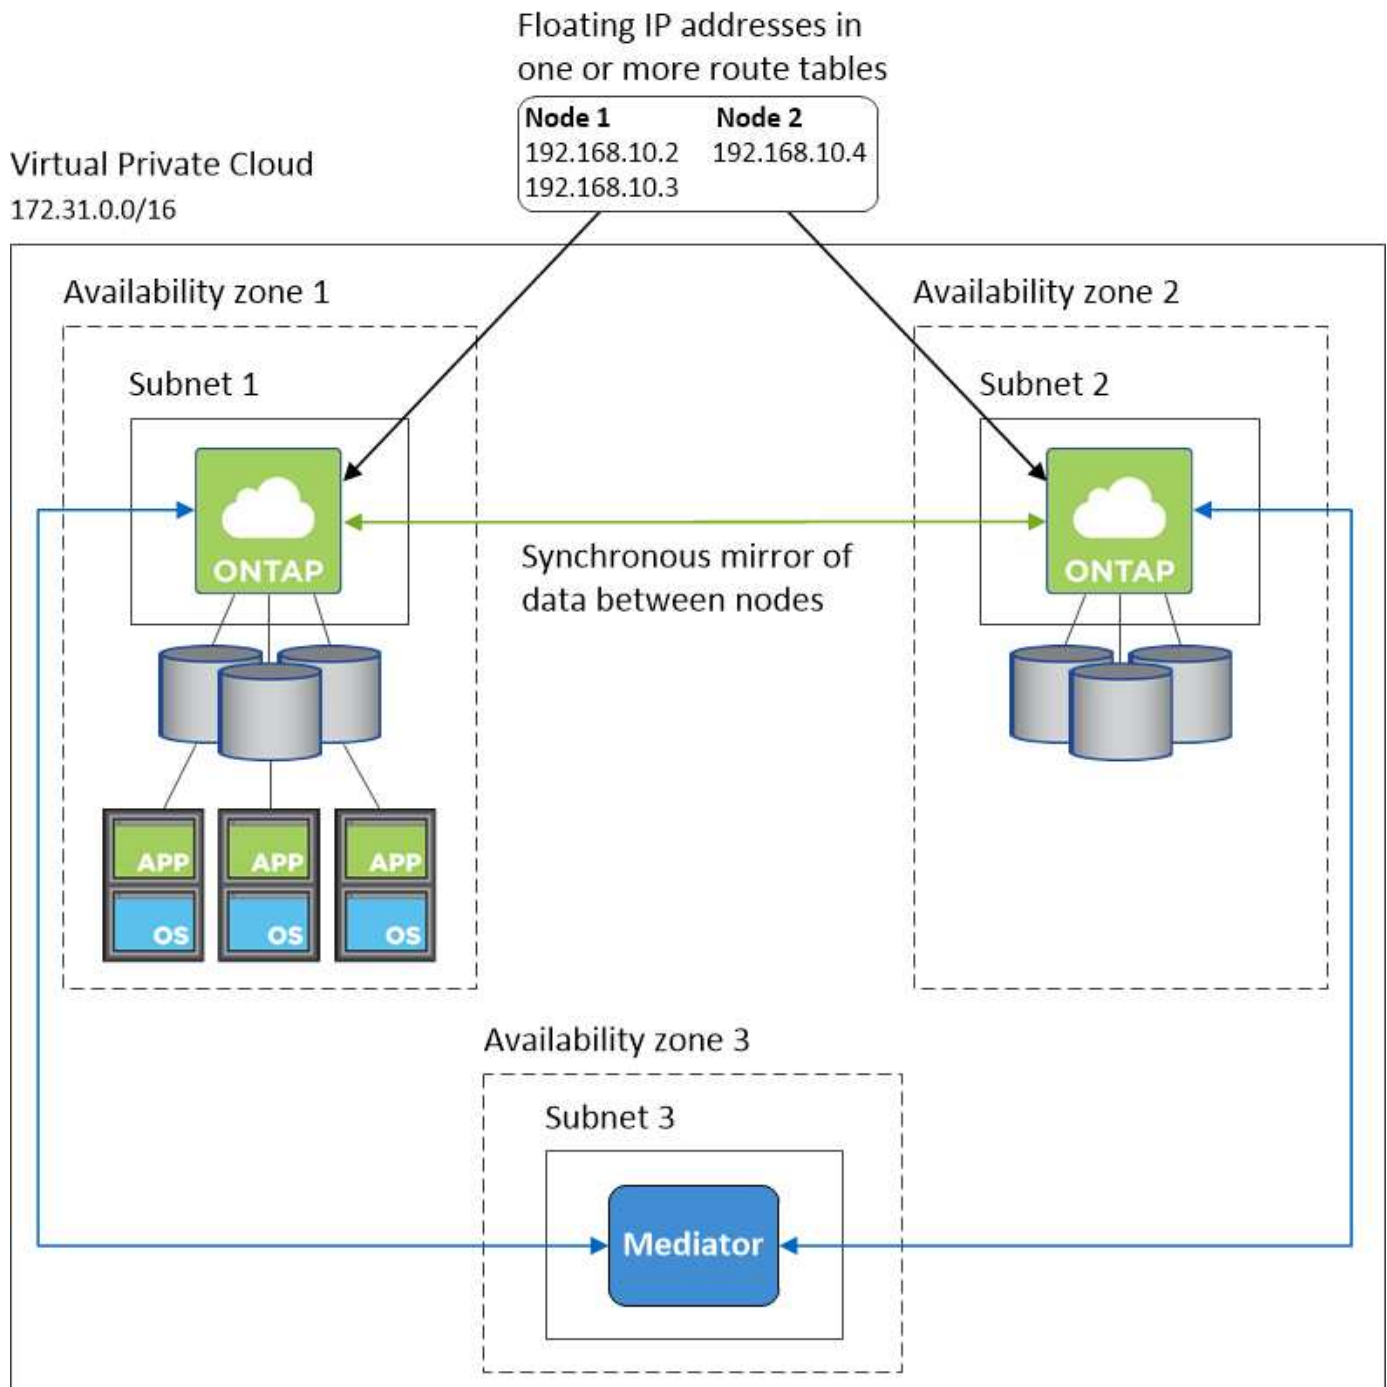 Floating IP addresses in
one or more route tables
Node 1 Node 2
192.168.10.2 192.168.10.4
192.168.10.3
Virtual Private Cloud
172.31.0.0/16
Availability zone 1
Availability zone 2
Subnet 1
Subnet 2
ONTAP
ONTAP
Synchronous mirror of
data between nodes
APP APP APP
OS OS OS
Availability zone 3
Subnet 3
Mediator